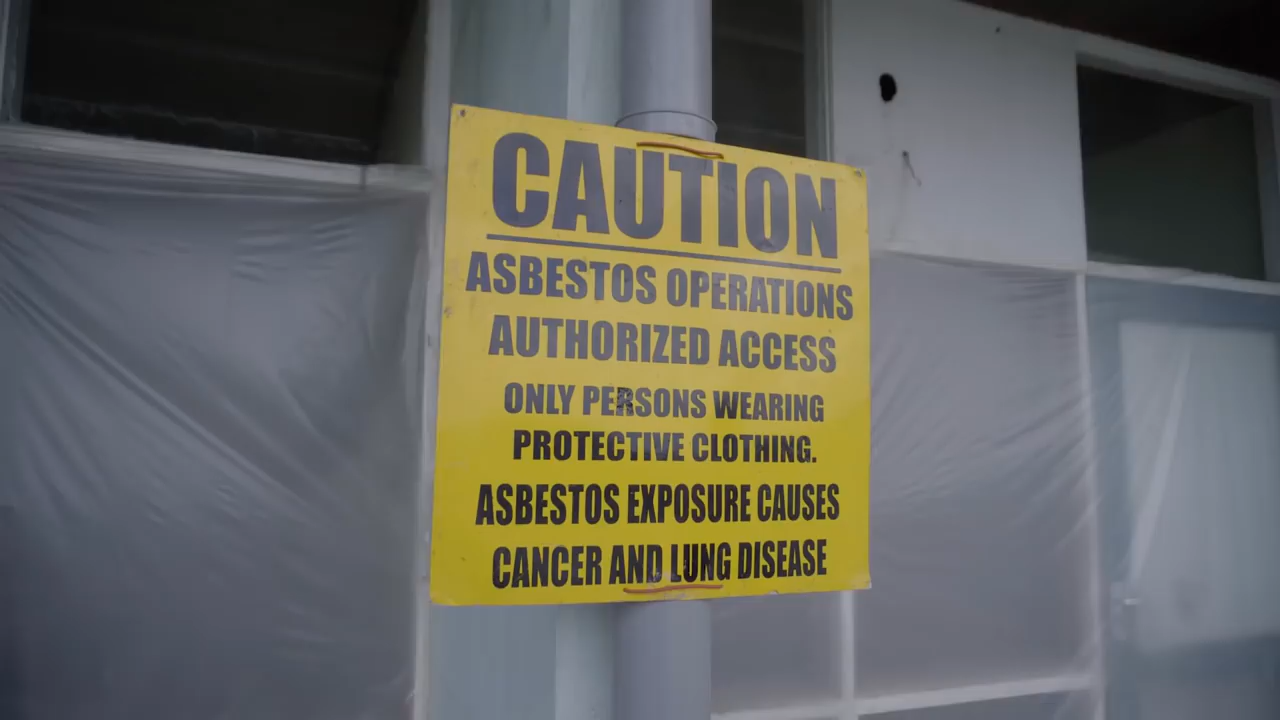 CAUTION
ASBESTOS OPERATIONS
AUTHORIZED ACCESS
ONLY PERSONS WEARING
PROTECTIVE CLOTHING.
ASBESTOS EXPOSURE CAUSES
CANCER AND LUNG DISEASE